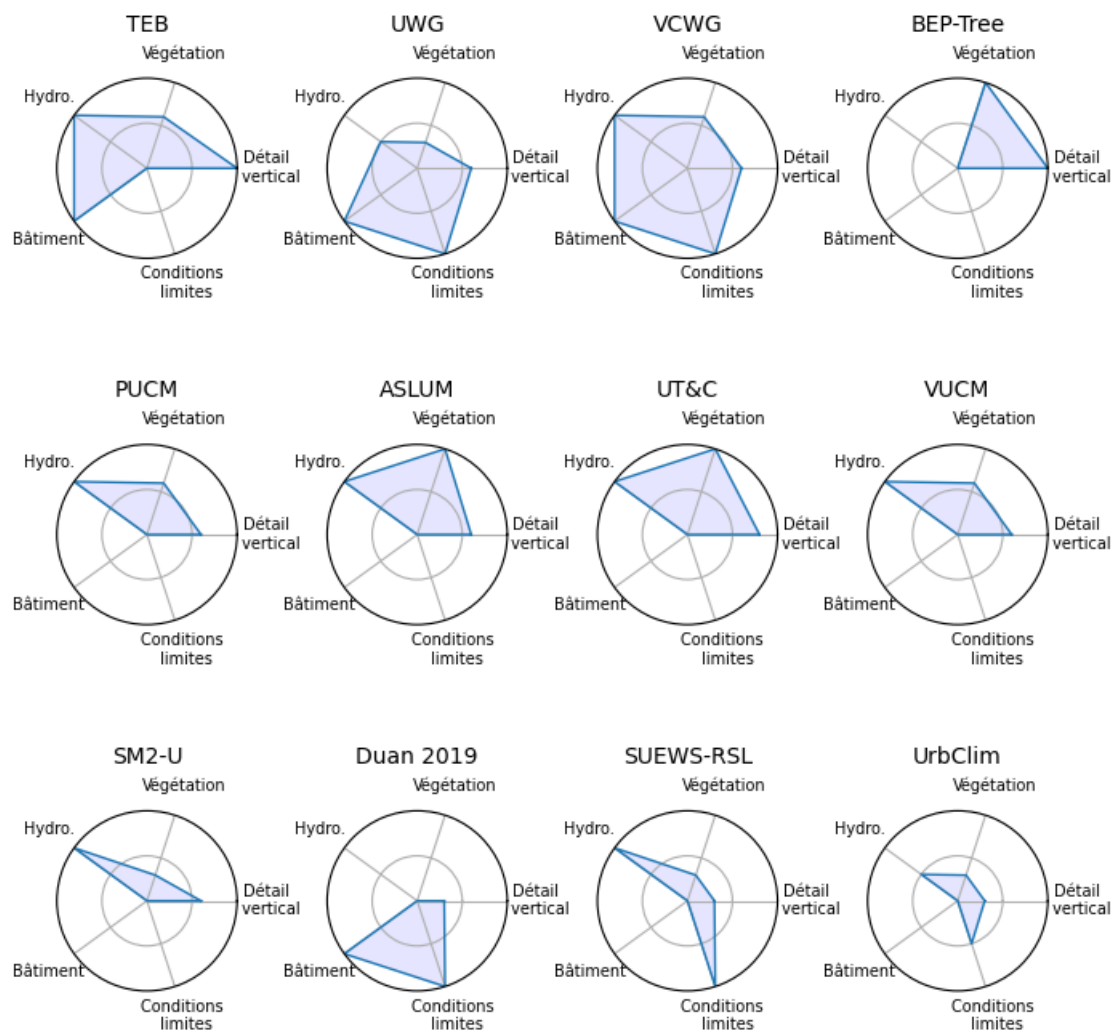 TEB
Végétation
Hydro.
Détail
vertical
Bâtiment
Conditions
limites
UWG
Végétation
Hydro.
Détail
vertical
Bâtiment
Conditions
limites
VCWG
Végétation
Hydro.
Détail
vertical
Bâtiment
Conditions
limites
BEP-Tree
Végétation
Hydro.
Détail
vertical
Bâtiment
Conditions
limites
PUCM
Végétation
Hydro.
Détail
vertical
Bâtiment
Conditions
limites
ASLUM
Végétation
Hydro.
Détail
vertical
Bâtiment
Conditions
limites
UT&C
Végétation
Hydro.
Détail
vertical
Bâtiment
Conditions
limites
VUCM
Végétation
Hydro.
Détail
vertical
Bâtiment
Conditions
limites
SM2-U
Végétation
Hydro.
Détail
vertical
Bâtiment
Conditions
limites
Duan 2019
Végétation
Hydro.
Détail
vertical
Bâtiment
Conditions
limites
SUEWS-RSL
Végétation
Hydro.
Détail
vertical
Bâtiment
Conditions
limites
UrbClim
Végétation
Hydro.
Détail
vertical
Bâtiment
Conditions
limites